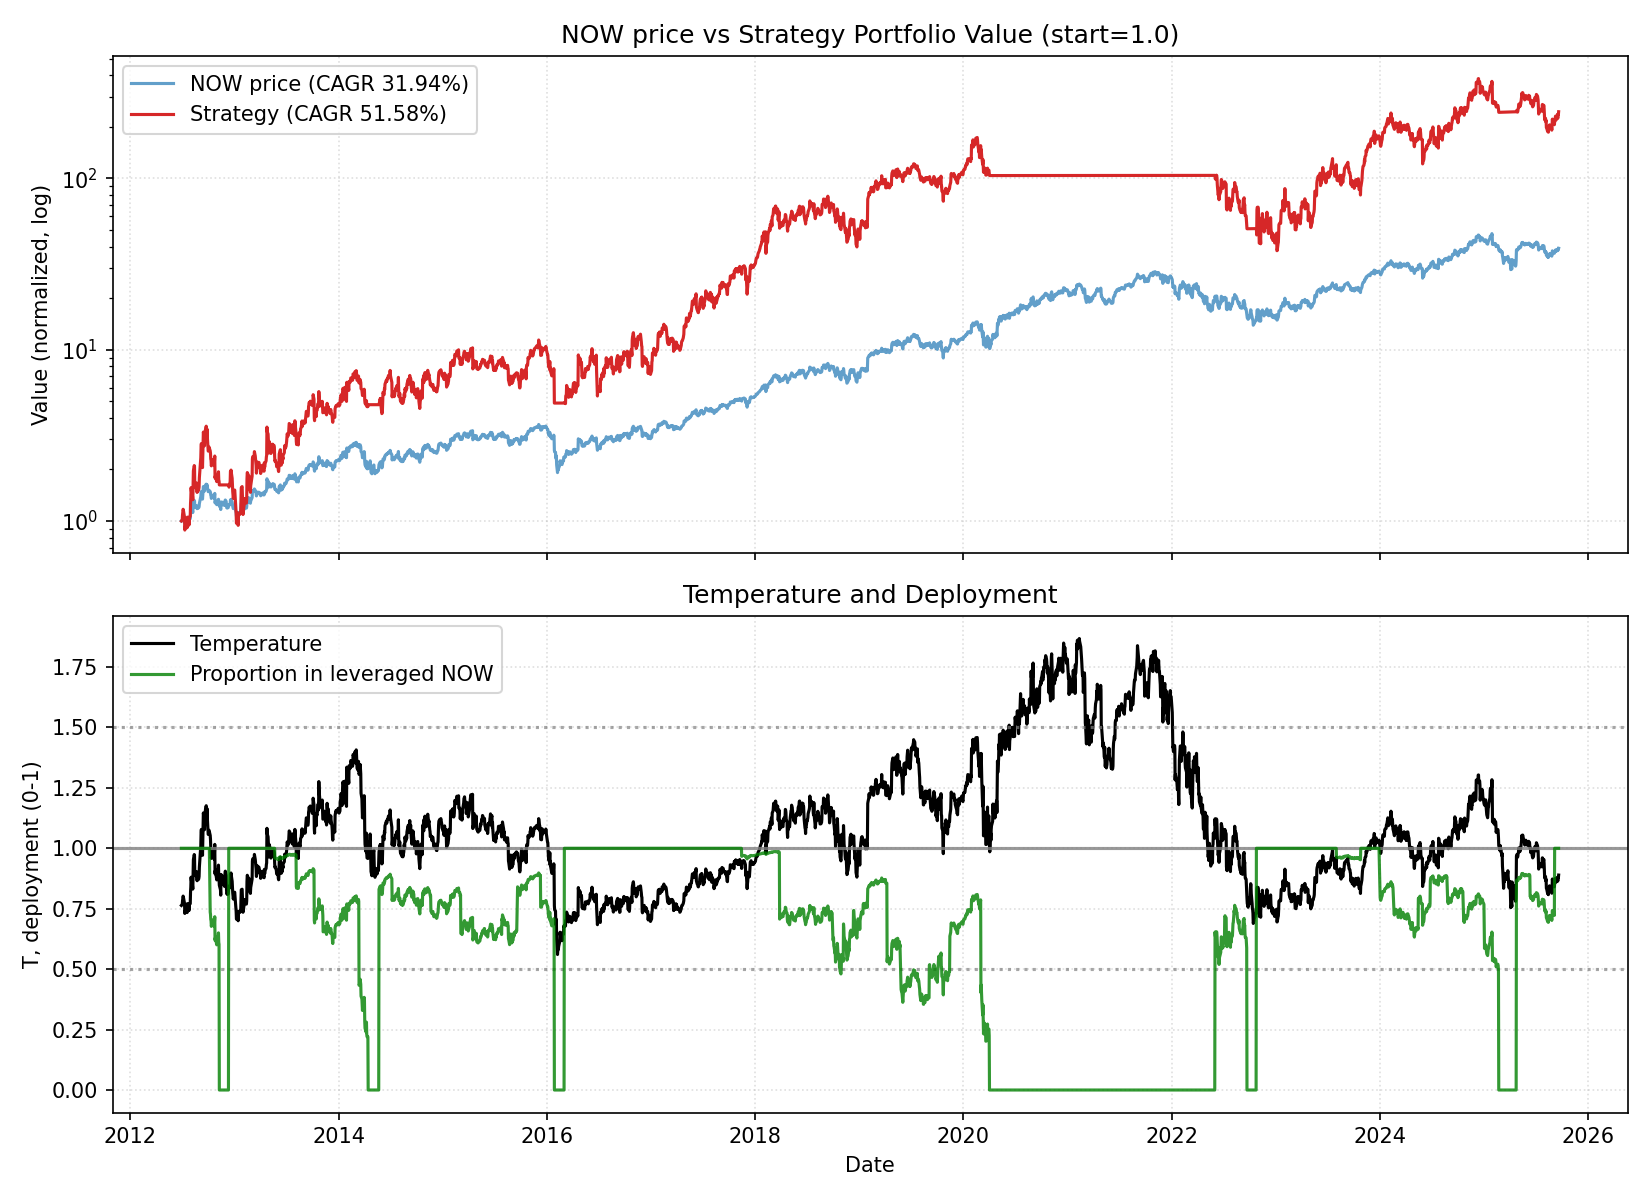 NOW price vs Strategy Portfolio Value (start=1.0)
NOW price (CAGR 31.94%)
Strategy (CAGR 51.58%)
Value (normalized, log)
10²
10¹
10⁰
Temperature and Deployment
Temperature
Proportion in leveraged NOW
T, deployment (0-1)
1.75
1.50
1.25
1.00
0.75
0.50
0.25
0.00
2012 2014 2016 2018 2020 2022 2024 2026
Date